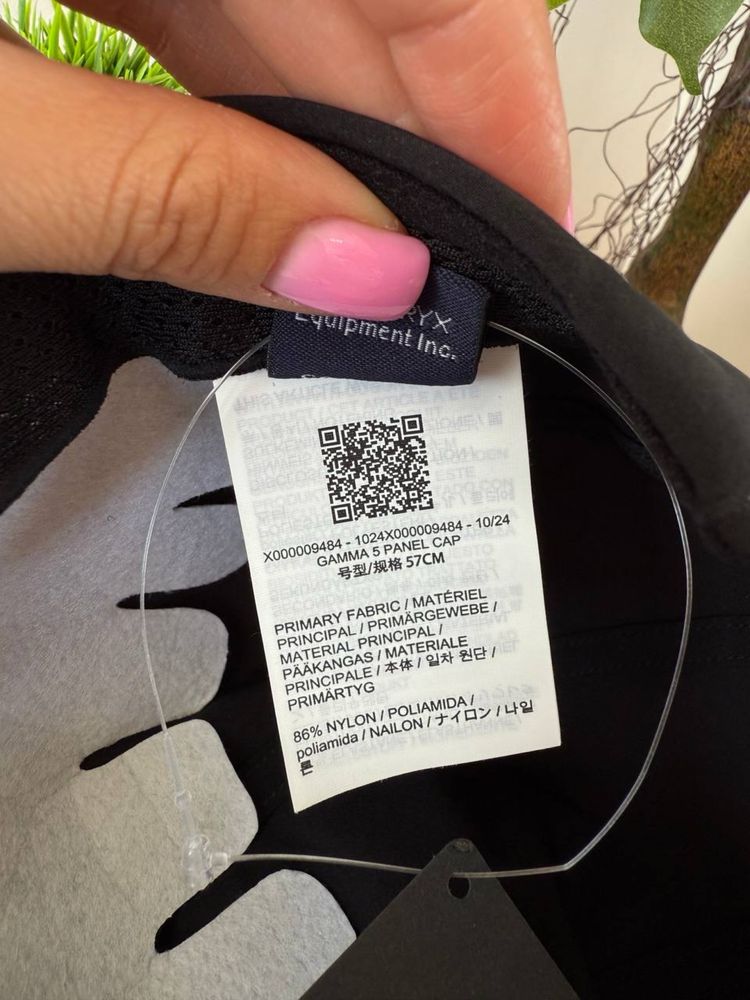 RYX
Equipment Inc.
X000009484 - 1024X000009484 - 10/24
GAMMA 5 PANEL CAP
号型/规格 57CM
PRIMARY FABRIC / MATÉRIEL
PRINCIPAL / PRIMÄRGEWEBE /
MATERIAL PRINCIPAL /
PÄÄKANGAS / MATERIALE
PRINCIPALE / 本体 / 일차 원단 /
PRIMÄRTYG
86% NYLON / POLIAMIDA /
poliamida / NAILON / ナイロン / 나일
론